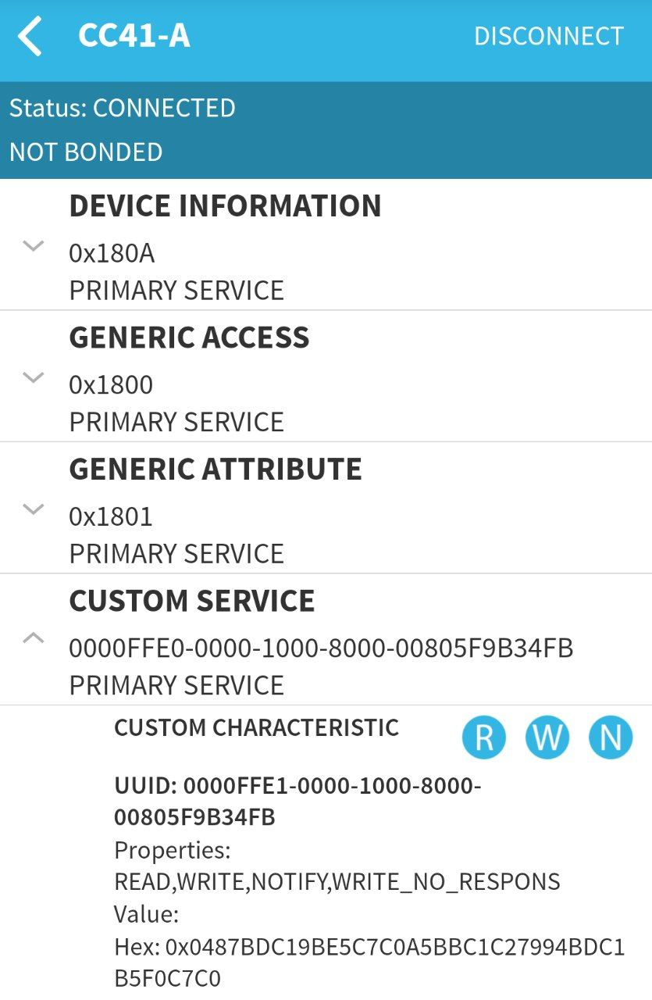 CC41-A
DISCONNECT
Status: CONNECTED
NOT BONDED
DEVICE INFORMATION
0x180A
PRIMARY SERVICE
GENERIC ACCESS
0x1800
PRIMARY SERVICE
GENERIC ATTRIBUTE
0x1801
PRIMARY SERVICE
CUSTOM SERVICE
0000FFE0-0000-1000-8000-00805F9B34FB
PRIMARY SERVICE
CUSTOM CHARACTERISTIC
R W N
UUID: 0000FFE1-0000-1000-8000-
00805F9B34FB
Properties:
READ,WRITE,NOTIFY,WRITE_NO_RESPONS
Value:
Hex: 0x0487BDC19BE5C7C0A5BBC1C27994BDC1
B5F0C7C0